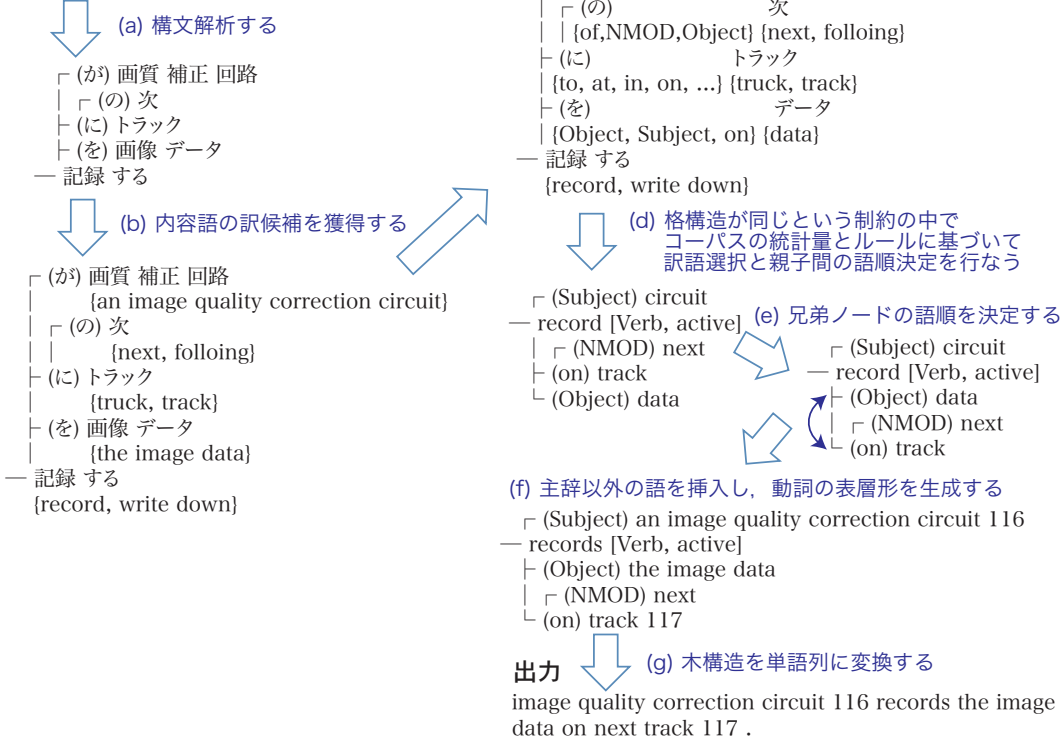 (a) 構文解析する
┌ (が) 画質 補正 回路
│ ┌ (の) 次
├ (に) トラック
├ (を) 画像 データ
─ 記録 する
(b) 内容語の訳候補を獲得する
┌ (が) 画質 補正 回路
│ {an image quality correction circuit}
│ ┌ (の) 次
│ │ {next, folloing}
├ (に) トラック
│ {truck, track}
├ (を) 画像 データ
│ {the image data}
─ 記録 する
{record, write down}
│ ┌ (の) 次
│ │ {of,NMOD,Object} {next, folloing}
├ (に) トラック
│ {to, at, in, on, ...} {truck, track}
├ (を) データ
│ {Object, Subject, on} {data}
─ 記録 する
{record, write down}
(d) 格構造が同じという制約の中で
コーパスの統計量とルールに基づいて
訳語選択と親子間の語順決定を行なう
┌ (Subject) circuit
─ record [Verb, active]
│ ┌ (NMOD) next
├ (on) track
└ (Object) data
(e) 兄弟ノードの語順を決定する
┌ (Subject) circuit
─ record [Verb, active]
├ (Object) data
│ ┌ (NMOD) next
└ (on) track
(f) 主辞以外の語を挿入し，動詞の表層形を生成する
┌ (Subject) an image quality correction circuit 116
─ records [Verb, active]
├ (Object) the image data
│ ┌ (NMOD) next
└ (on) track 117
(g) 木構造を単語列に変換する
出力
image quality correction circuit 116 records the image
data on next track 117 .